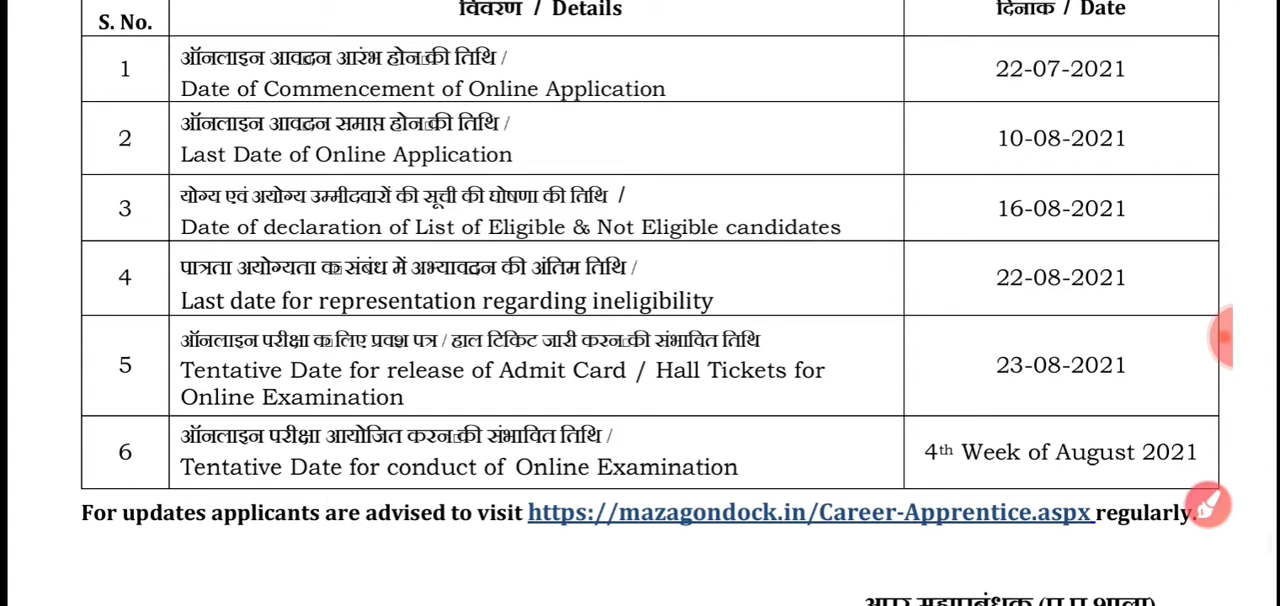 S. No.
विवरण / Details
दिनांक / Date
1
ऑनलाइन आवदन आरंभ होन की तिथि /
Date of Commencement of Online Application
22-07-2021
2
ऑनलाइन आवदन समाप्त होन की तिथि /
Last Date of Online Application
10-08-2021
3
योग्य एवं अयोग्य उम्मीदवारों की सूची की घोषणा की तिथि /
Date of declaration of List of Eligible & Not Eligible candidates
16-08-2021
4
पात्रता अयोग्यता क संबंध में अभ्यावदन की अंतिम तिथि /
Last date for representation regarding ineligibility
22-08-2021
5
ऑनलाइन परीक्षा क लिए प्रवश पत्र / हाल टिकिट जारी करन की संभावित तिथि
Tentative Date for release of Admit Card / Hall Tickets for
Online Examination
23-08-2021
6
ऑनलाइन परीक्षा आयोजित करन की संभावित तिथि /
Tentative Date for conduct of Online Examination
4th Week of August 2021
For updates applicants are advised to visit https://mazagondock.in/Career-Apprentice.aspx regularly.